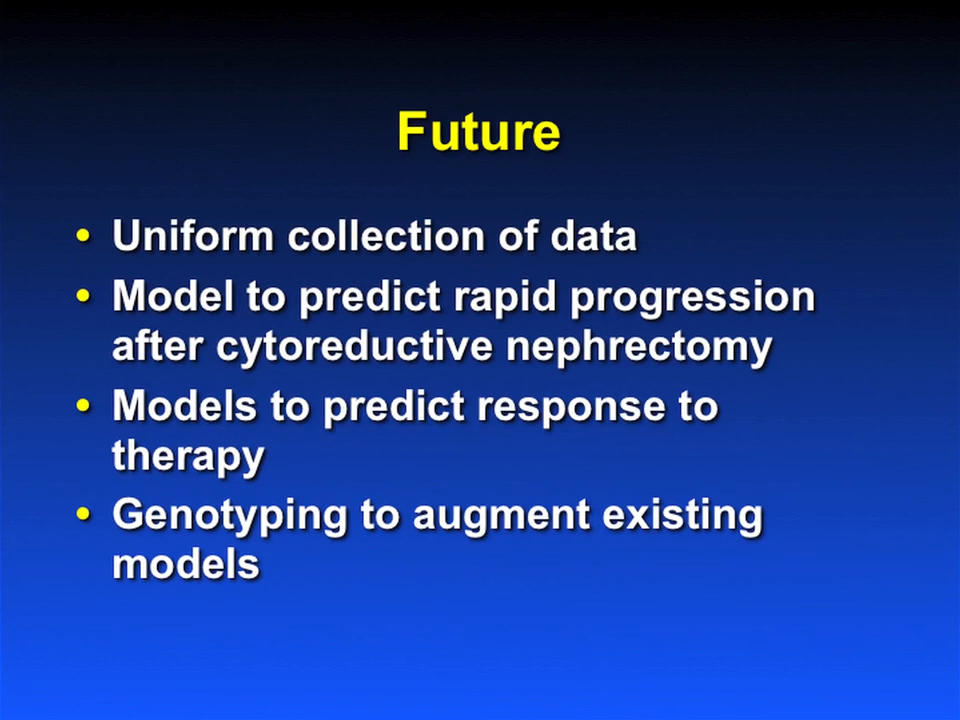 Future
• Uniform collection of data
• Model to predict rapid progression
after cytoreductive nephrectomy
• Models to predict response to
therapy
• Genotyping to augment existing
models